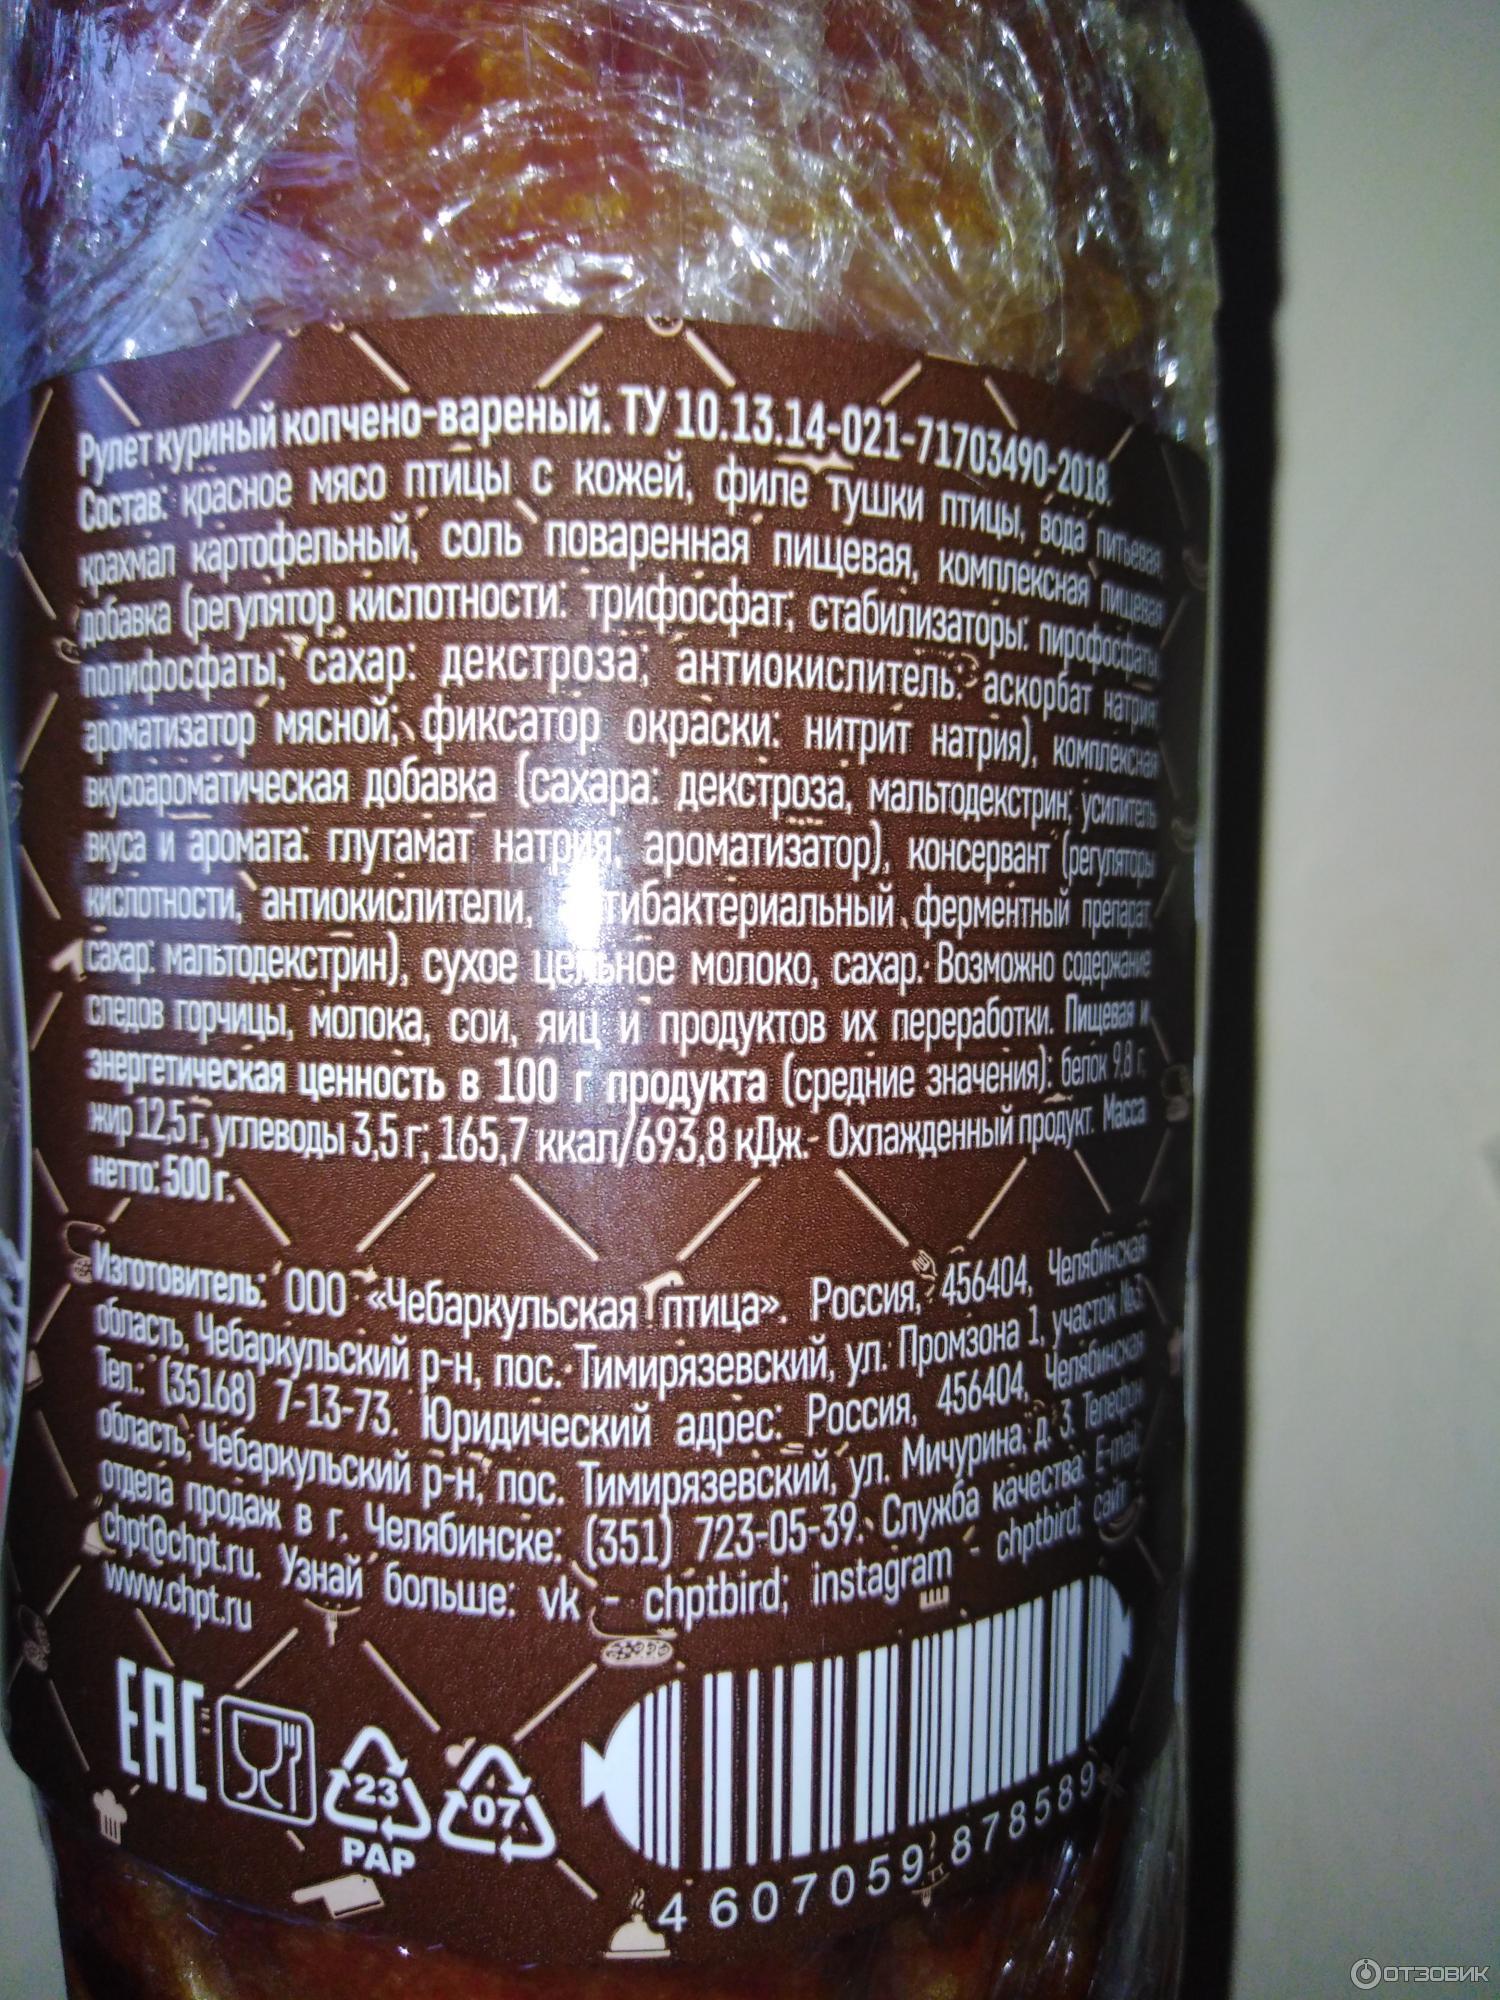 Рулет куриный копчено-вареный. ТУ 10.13.14-021-71703490-2018.
Состав: красное мясо птицы с кожей, филе тушки птицы, вода питьевая,
крахмал картофельный, соль поваренная пищевая, комплексная пищевая
добавка (регулятор кислотности: трифосфат; стабилизаторы: пирофосфаты,
полифосфаты; сахар: декстроза; антиокислитель: аскорбат натрия;
ароматизатор мясной; фиксатор окраски: нитрит натрия), комплексная
вкусоароматическая добавка (сахара: декстроза, мальтодекстрин; усилитель
вкуса и аромата: глутамат натрия; ароматизатор), консервант (регуляторы
кислотности, антиокислители, антибактериальный ферментный препарат,
сахар: мальтодекстрин), сухое цельное молоко, сахар. Возможно содержание
следов горчицы, молока, сои, яиц и продуктов их переработки. Пищевая и
энергетическая ценность в 100 г продукта (средние значения): белок 9,8 г,
жир 12,5 г, углеводы 3,5 г; 165,7 ккал/693,8 кДж. Охлажденный продукт. Масса
нетто: 500 г.
Изготовитель: ООО «Чебаркульская птица». Россия, 456404, Челябинская
область, Чебаркульский р-н, пос. Тимирязевский, ул. Промзона 1, участок №3.
Тел.: (35168) 7-13-73. Юридический адрес: Россия, 456404, Челябинская
область, Чебаркульский р-н, пос. Тимирязевский, ул. Мичурина, д. 3. Телефон
отдела продаж в г. Челябинске: (351) 723-05-39. Служба качества: E-mail:
chpt@chpt.ru. Узнай больше: vk - chptbird; instagram - chptbird; сайт -
www.chpt.ru
EAC
23
PAP
07
4 607059 878589
ОТЗОВИК